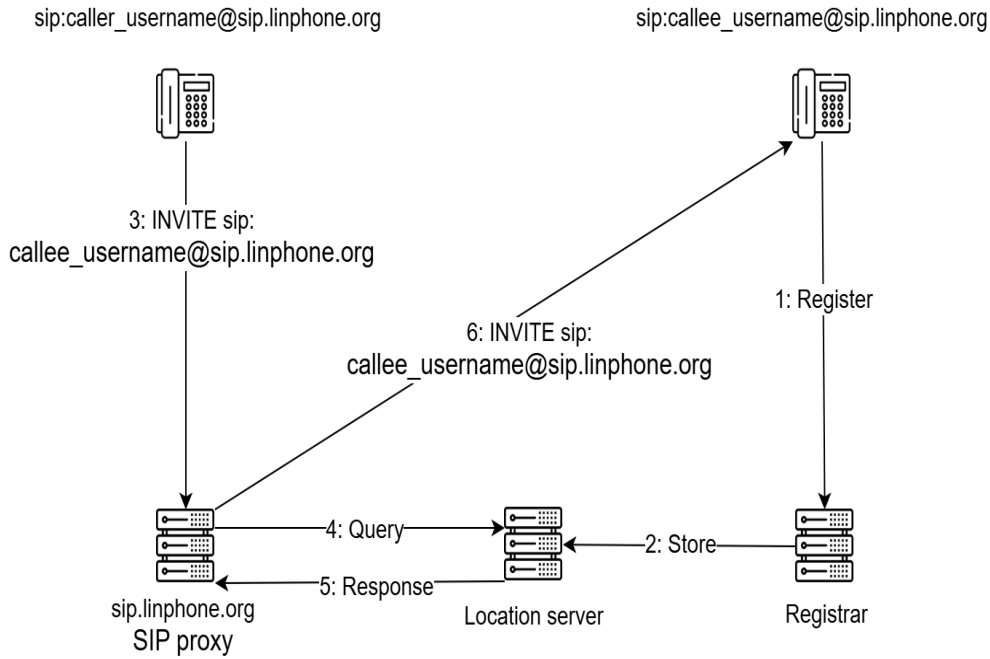 sip:caller_username@sip.linphone.org
sip:callee_username@sip.linphone.org
3: INVITE sip:
callee_username@sip.linphone.org
1: Register
6: INVITE sip:
callee_username@sip.linphone.org
4: Query
2: Store
5: Response
sip.linphone.org
SIP proxy
Location server
Registrar